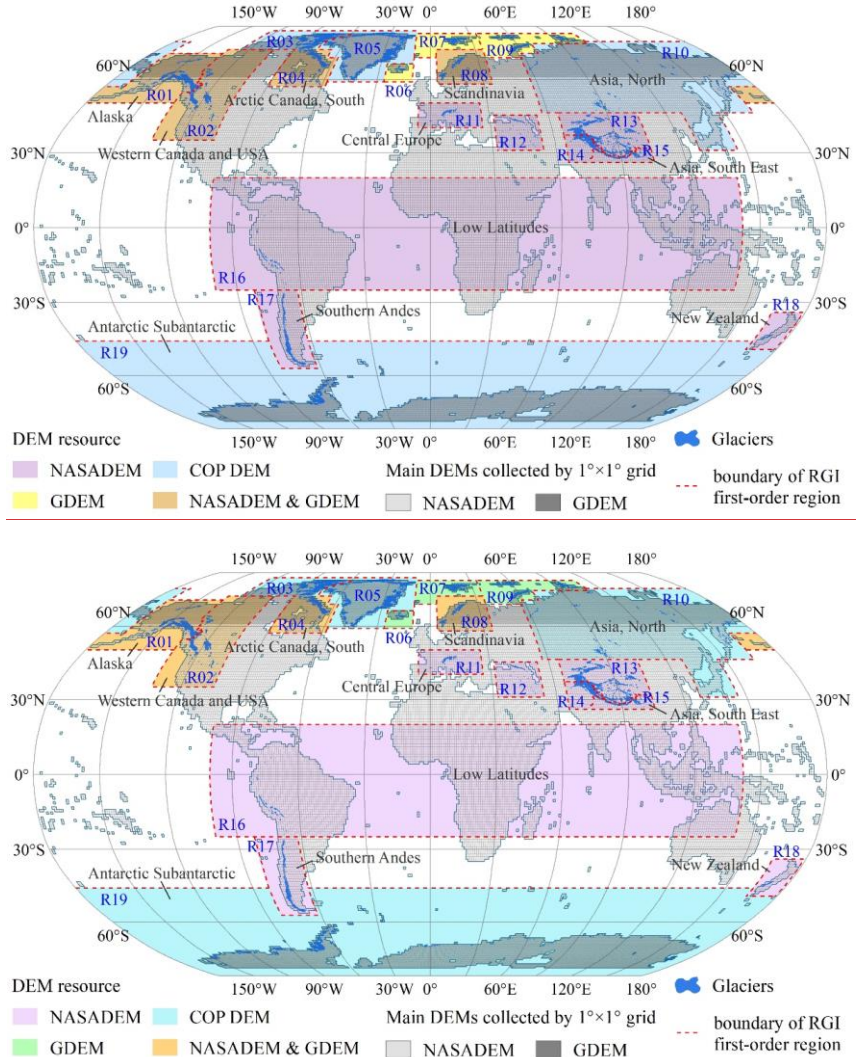 150°W 90°W 30°W 0° 60°E 120°E 180°
R03 R05 R07 R09 R10
60°N R01 R04 R06 R08 Asia, North
Alaska Arctic Canada, South Scandinavia
R02 Central Europe R11 R13
Western Canada and USA R12 R14 R15
30°N Asia, South East
0° Low Latitudes
R16
30°S R17 Southern Andes R18
Antarctic Subantarctic New Zealand
R19
60°S 60°S
150°W 90°W 30°W 0° 60°E 120°E 180°
DEM resource Glaciers
NASADEM COP DEM Main DEMs collected by 1°×1° grid boundary of RGI
GDEM NASADEM & GDEM NASADEM GDEM first-order region
150°W 90°W 30°W 0° 60°E 120°E 180°
R03 R05 R07 R09 R10
60°N R01 R04 R06 R08 Asia, North
Alaska Arctic Canada, South Scandinavia
R02 Central Europe R11 R13
Western Canada and USA R12 R14 R15
30°N Asia, South East
0° Low Latitudes
R16
30°S R17 Southern Andes R18
Antarctic Subantarctic New Zealand
R19
60°S 60°S
150°W 90°W 30°W 0° 60°E 120°E 180°
DEM resource Glaciers
NASADEM COP DEM Main DEMs collected by 1°×1° grid boundary of RGI
GDEM NASADEM & GDEM NASADEM GDEM first-order region